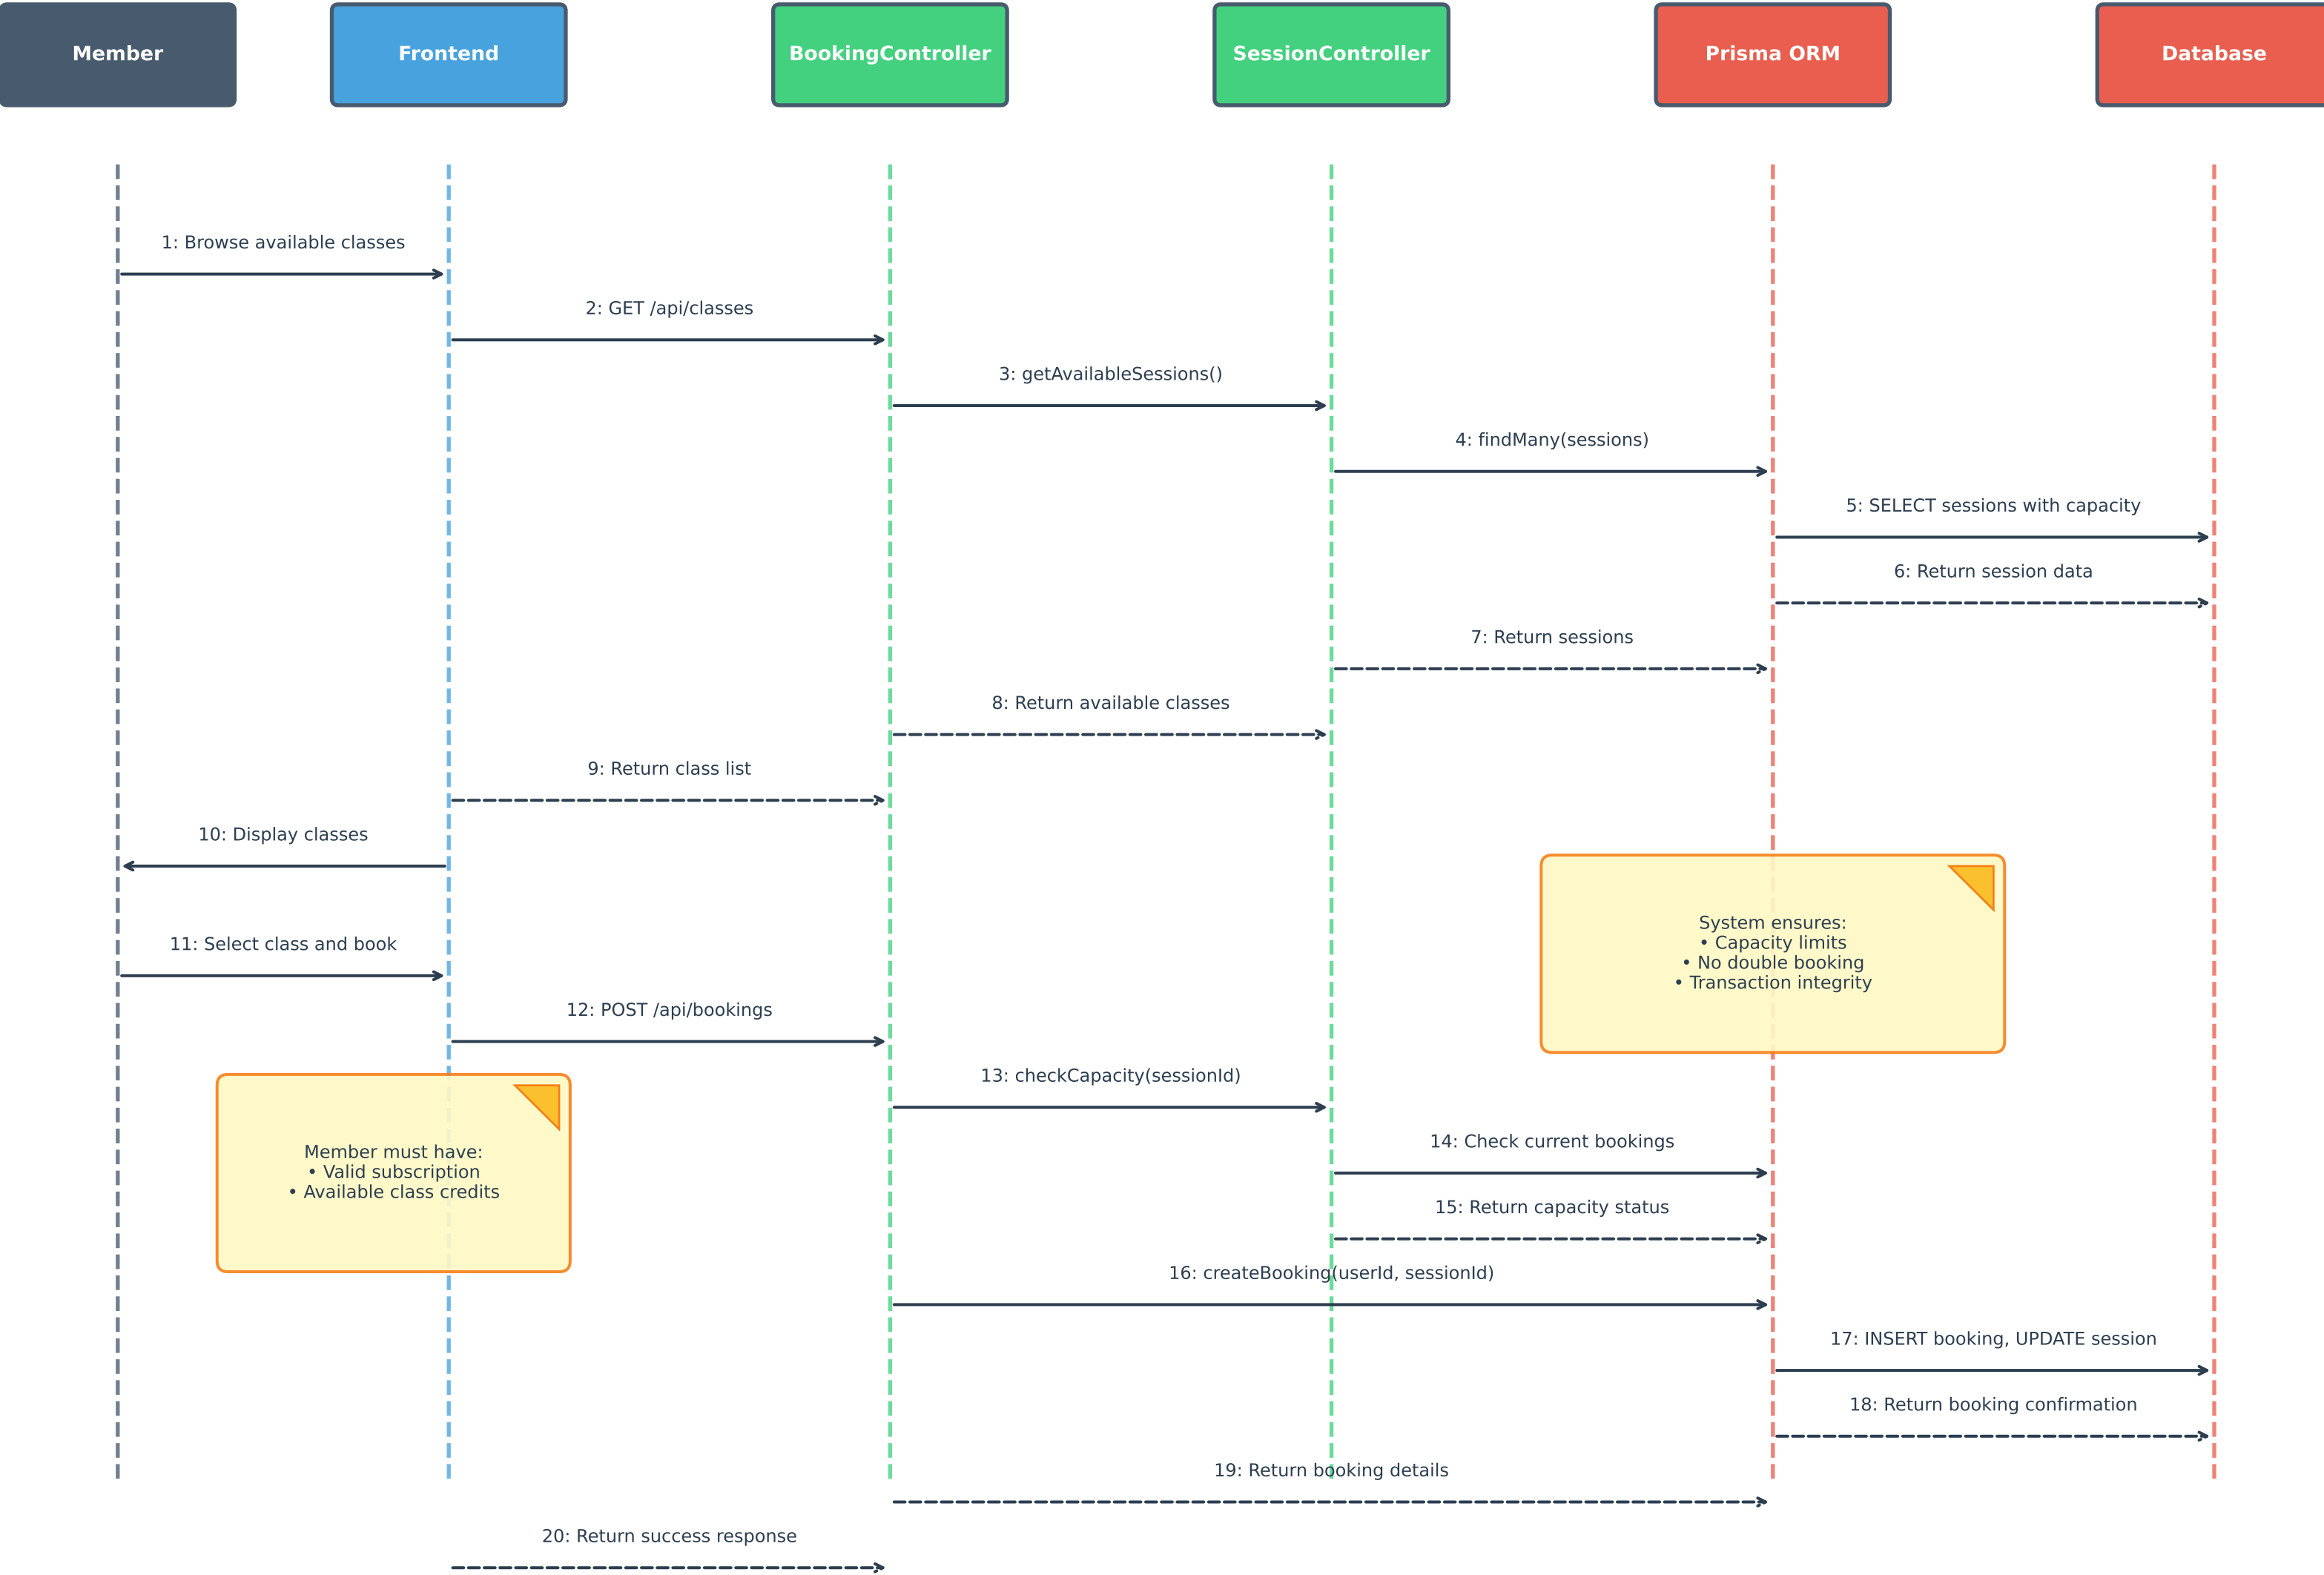 Member
Frontend
BookingController
SessionController
Prisma ORM
Database
1: Browse available classes
2: GET /api/classes
3: getAvailableSessions()
4: findMany(sessions)
5: SELECT sessions with capacity
6: Return session data
7: Return sessions
8: Return available classes
9: Return class list
10: Display classes
System ensures:
• Capacity limits
• No double booking
• Transaction integrity
11: Select class and book
12: POST /api/bookings
13: checkCapacity(sessionId)
Member must have:
• Valid subscription
• Available class credits
14: Check current bookings
15: Return capacity status
16: createBooking(userId, sessionId)
17: INSERT booking, UPDATE session
18: Return booking confirmation
19: Return booking details
20: Return success response